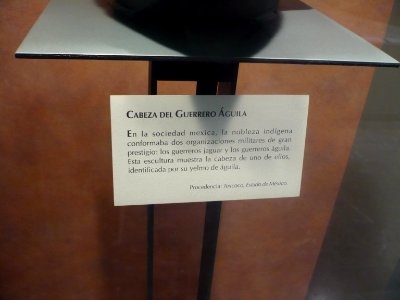 CABEZA DEL GUERRERO ÁGUILA
En la sociedad mexica, la nobleza indígena
conformaba dos organizaciones militares de gran
prestigio: los guerreros jaguar y los guerreros águila.
Esta escultura muestra la cabeza de uno de ellos,
identificada por su yelmo de águila.
Procedencia: Texcoco, Estado de México